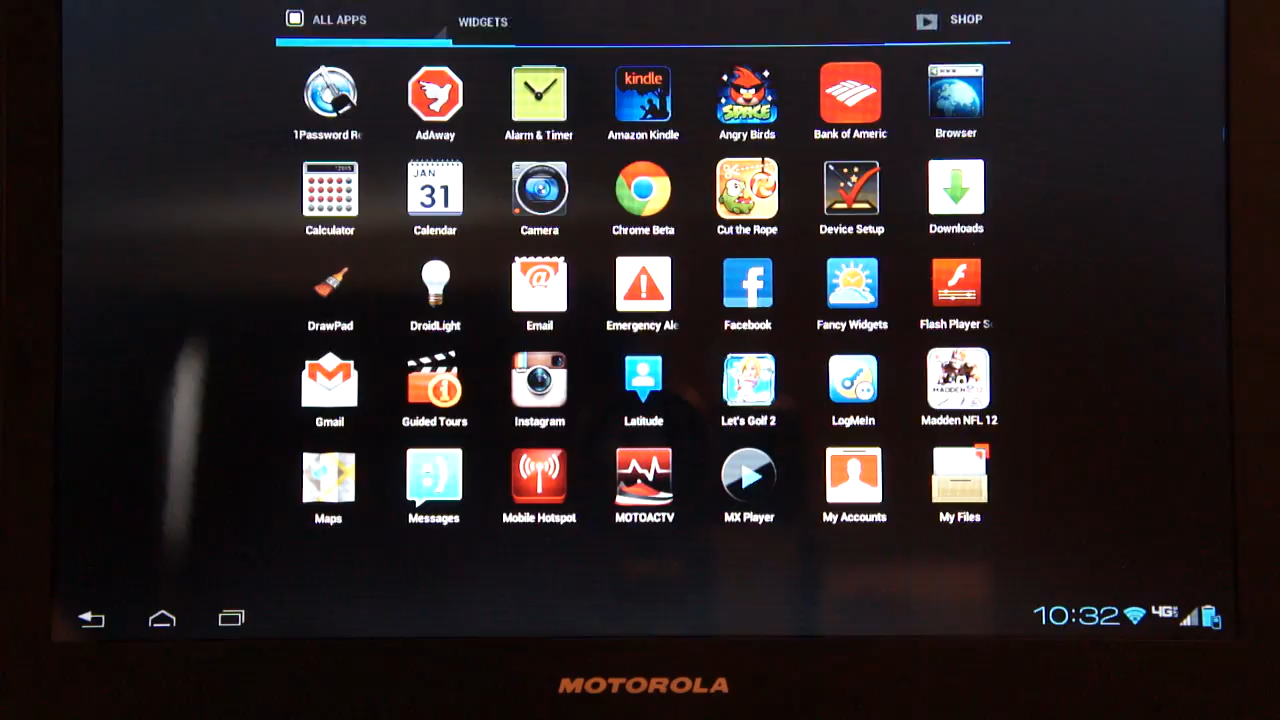 ALL APPS WIDGETS SHOP
1Password Re AdAway Alarm & Timer Amazon Kindle Angry Birds Bank of Americ Browser
Calculator Calendar Camera Chrome Beta Cut the Rope Device Setup Downloads
DrawPad DroidLight Email Emergency Ale Facebook Fancy Widgets Flash Player S
Gmail Guided Tours Instagram Latitude Let's Golf 2 LogMeIn Madden NFL 12
Maps Messages Mobile Hotspot MOTOACTV MX Player My Accounts My Files
kindle
SPACE
JAN
31
MADDEN
10:32 4G
MOTOROLA